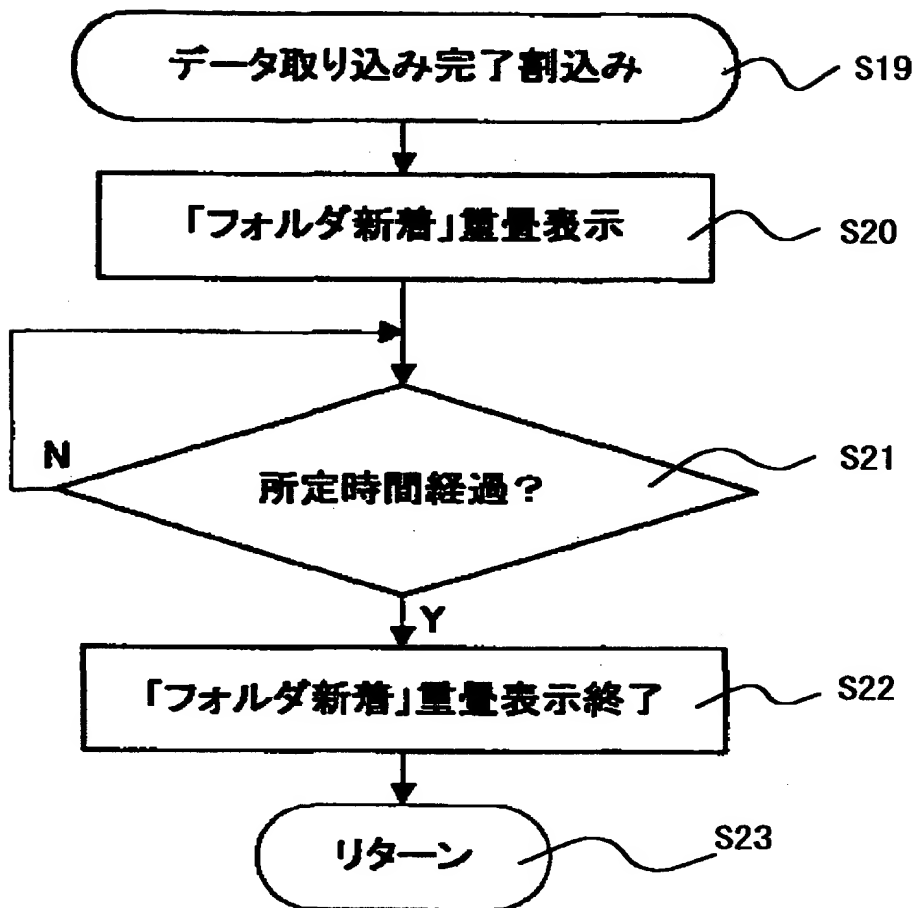 データ取り込み完了割込み
S19
「フォルダ新着」重畳表示
S20
N
所定時間経過？
S21
Y
「フォルダ新着」重畳表示終了
S22
リターン
S23